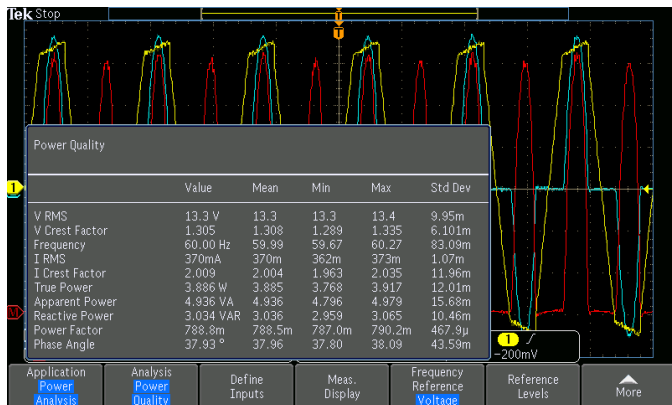 Tek Stop
T
T
1
Power Quality
Value Mean Min Max Std Dev
V RMS 13.3 V 13.3 13.3 13.4 9.95m
V Crest Factor 1.305 1.308 1.289 1.335 6.101m
Frequency 60.00 Hz 59.99 59.67 60.27 83.09m
I RMS 370mA 370m 362m 373m 1.07m
I Crest Factor 2.009 2.004 1.963 2.035 11.96m
True Power 3.886 W 3.885 3.768 3.917 12.01m
Apparent Power 4.936 VA 4.936 4.796 4.979 15.68m
Reactive Power 3.034 VAR 3.036 2.959 3.065 10.46m
Power Factor 788.8m 788.5m 787.0m 790.2m 467.9µ
Phase Angle 37.93 ° 37.96 37.80 38.09 43.59m
M
1
-200mV
Application
Power
Analysis
Analysis
Power
Quality
Define
Inputs
Meas.
Display
Frequency
Reference
Voltage
Reference
Levels
More